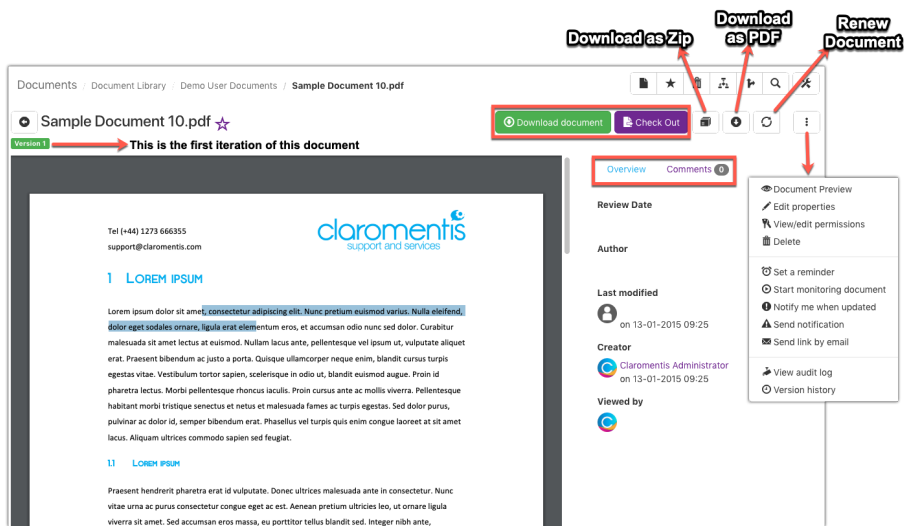 Download as Zip
Download
as PDF
Renew
Document
Documents / Document Library / Demo User Documents / Sample Document 10.pdf
Sample Document 10.pdf
Download document
Check Out
Version 1
This is the first iteration of this document
Overview
Comments 0
Review Date
Author
Last modified
on 13-01-2015 09:25
Creator
Claromentis Administrator
on 13-01-2015 09:25
Viewed by
Document Preview
Edit properties
View/edit permissions
Delete
Set a reminder
Start monitoring document
Notify me when updated
Send notification
Send link by email
View audit log
Version history
Tel (+44) 1273 666355
support@claromentis.com
claromentis
support and services
1 Lorem ipsum
Lorem ipsum dolor sit amet, consectetur adipiscing elit. Nunc pretium euismod varius. Nulla eleifend,
dolor eget sodales ornare, ligula erat elementum eros, et accumsan odio nunc sed dolor. Curabitur
malesuada sit amet lectus at euismod. Nullam lacus ante, pellentesque vel ipsum ut, vulputate aliquet
erat. Praesent bibendum ac justo a porta. Quisque ullamcorper neque enim, blandit cursus turpis
egestas vitae. Vestibulum tortor sapien, scelerisque in odio ut, blandit euismod augue. Proin id
pharetra lectus. Morbi pellentesque rhoncus iaculis. Proin cursus ante ac mollis viverra. Pellentesque
habitant morbi tristique senectus et netus et malesuada fames ac turpis egestas. Sed dolor purus,
pulvinar ac dolor id, semper bibendum erat. Phasellus vel turpis quis enim congue laoreet at sit amet
lacus. Aliquam ultrices commodo sapien sed feugiat.
1.1 Lorem ipsum
Praesent hendrerit pharetra erat id vulputate. Donec ultrices malesuada ante in consectetur. Nunc
vitae urna ac purus consectetur congue eget ac est. Aenean pretium ultricies leo, ut ornare ligula
viverra sit amet. Sed accumsan eros massa, eu porttitor tellus blandit sed. Integer nibh ante,